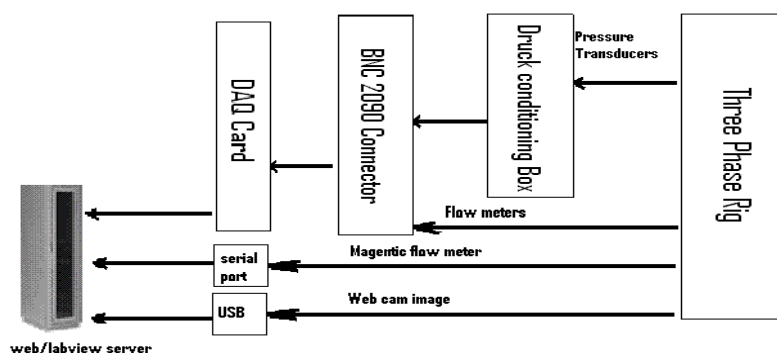 Pressure
Transducers
Druck conditioning Box
BNC 2090 Connector
DAQ Card
Three Phase Rig
Flow meters
Magentic flow meter
serial
port
Web cam image
USB
web/labview server